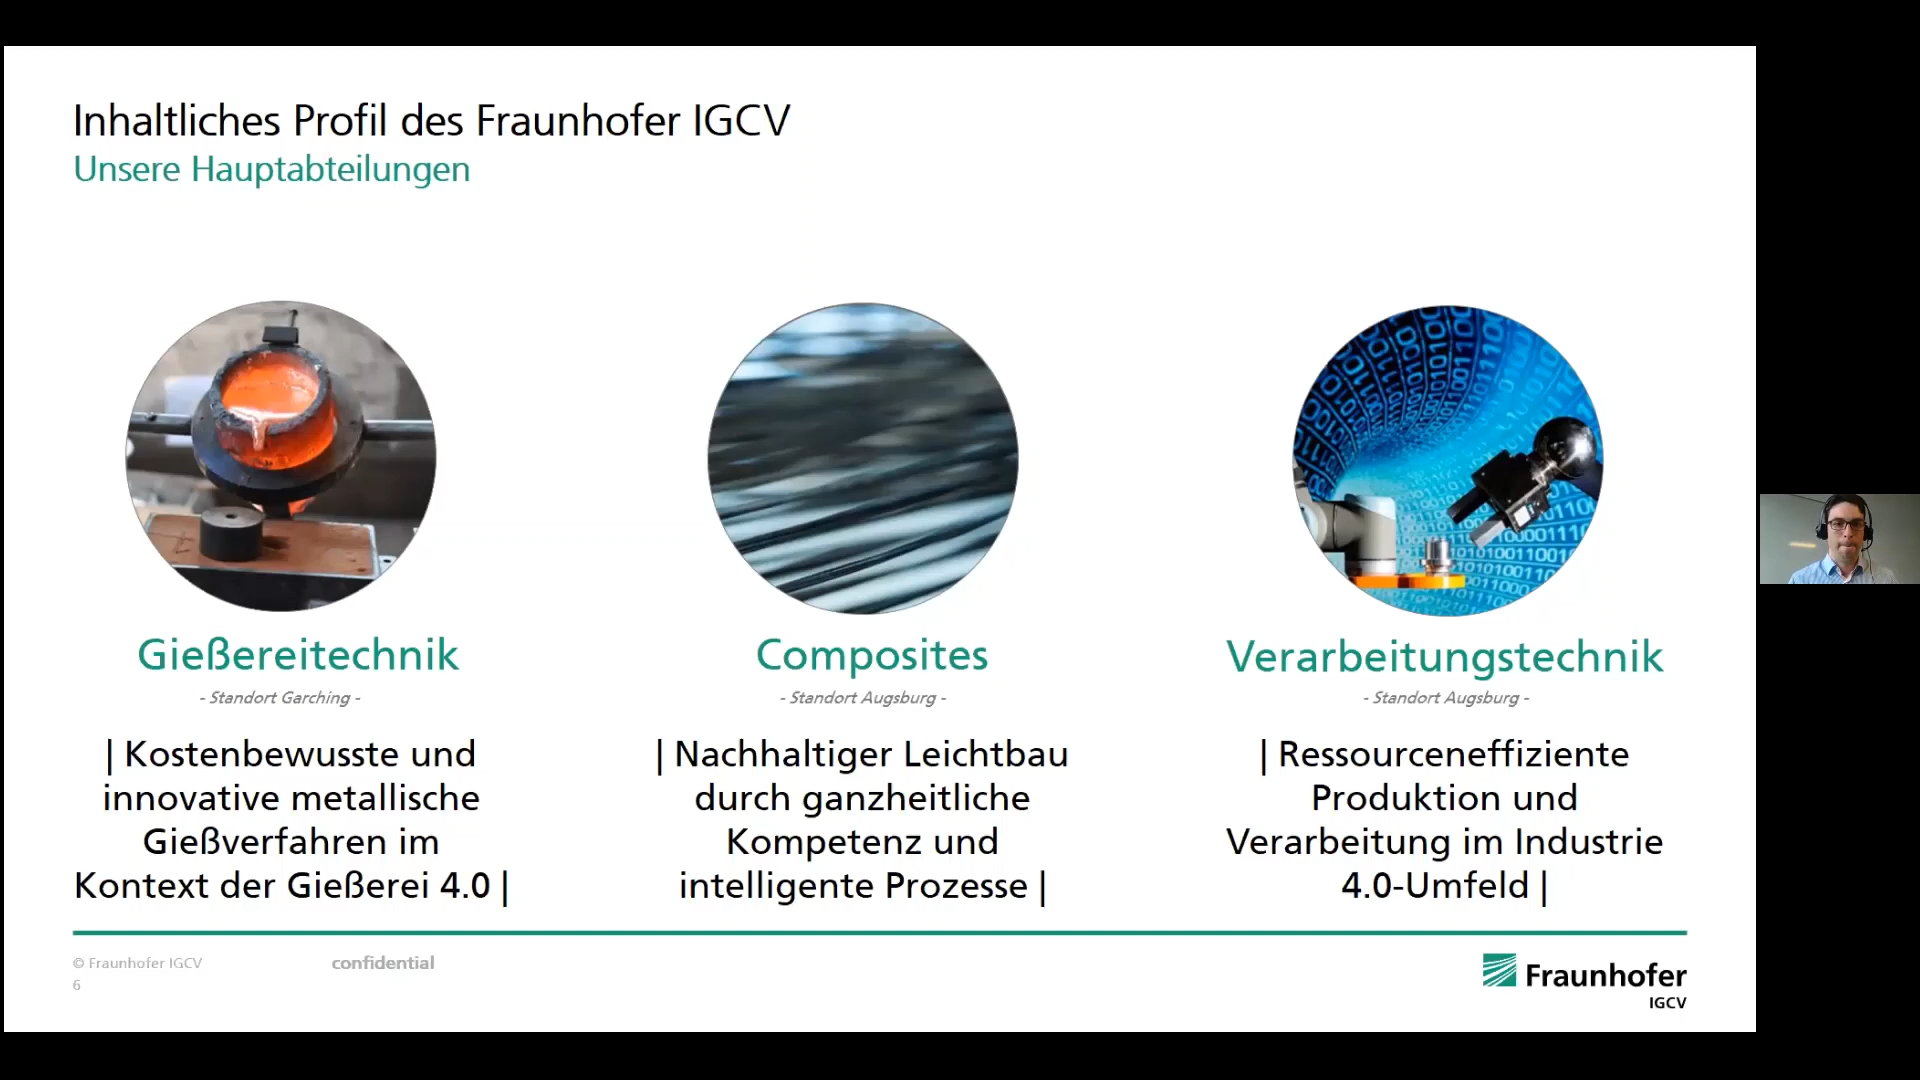 Inhaltliches Profil des Fraunhofer IGCV
Unsere Hauptabteilungen
Gießereitechnik
- Standort Garching -
| Kostenbewusste und
innovative metallische
Gießverfahren im
Kontext der Gießerei 4.0 |
Composites
- Standort Augsburg -
| Nachhaltiger Leichtbau
durch ganzheitliche
Kompetenz und
intelligente Prozesse |
Verarbeitungstechnik
- Standort Augsburg -
| Ressourceneffiziente
Produktion und
Verarbeitung im Industrie
4.0-Umfeld |
© Fraunhofer IGCV
confidential
6
Fraunhofer
IGCV